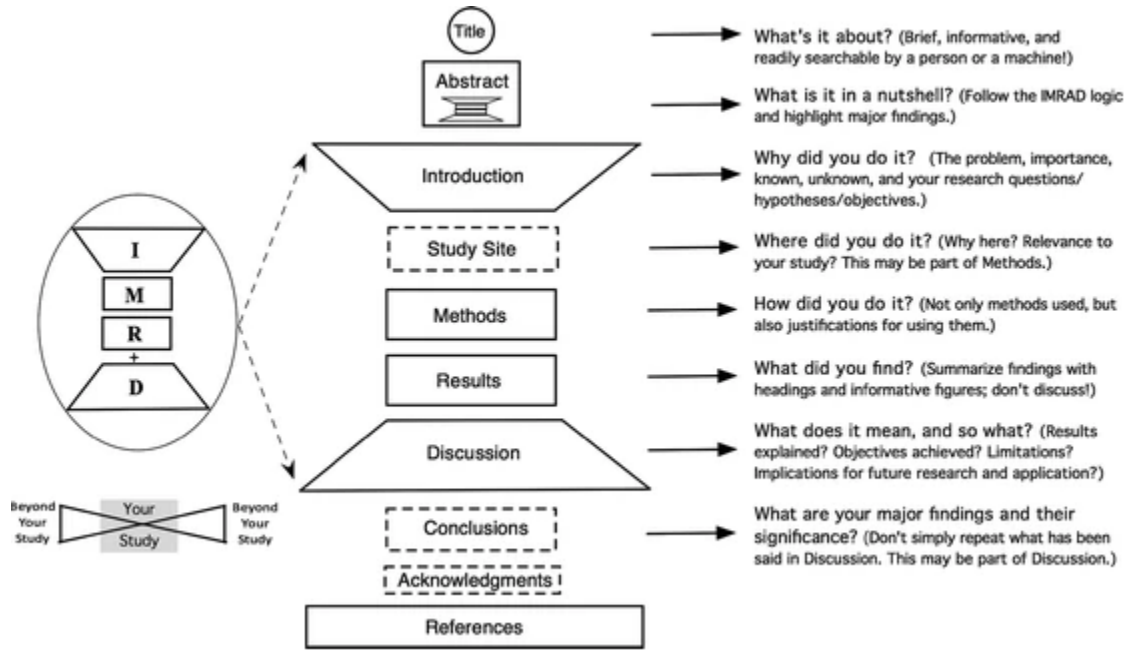 Title
What's it about? (Brief, informative, and
readily searchable by a person or a machine!)
Abstract
What is it in a nutshell? (Follow the IMRAD logic
and highlight major findings.)
Introduction
Why did you do it? (The problem, importance,
known, unknown, and your research questions/
hypotheses/objectives.)
Study Site
Where did you do it? (Why here? Relevance to
your study? This may be part of Methods.)
Methods
How did you do it? (Not only methods used, but
also justifications for using them.)
Results
What did you find? (Summarize findings with
headings and informative figures; don't discuss!)
Discussion
What does it mean, and so what? (Results
explained? Objectives achieved? Limitations?
Implications for future research and application?)
Conclusions
What are your major findings and their
significance? (Don't simply repeat what has been
said in Discussion. This may be part of Discussion.)
Acknowledgments
References
I
M
R
+
D
Beyond
Your
Study
Your
Study
Beyond
Your
Study